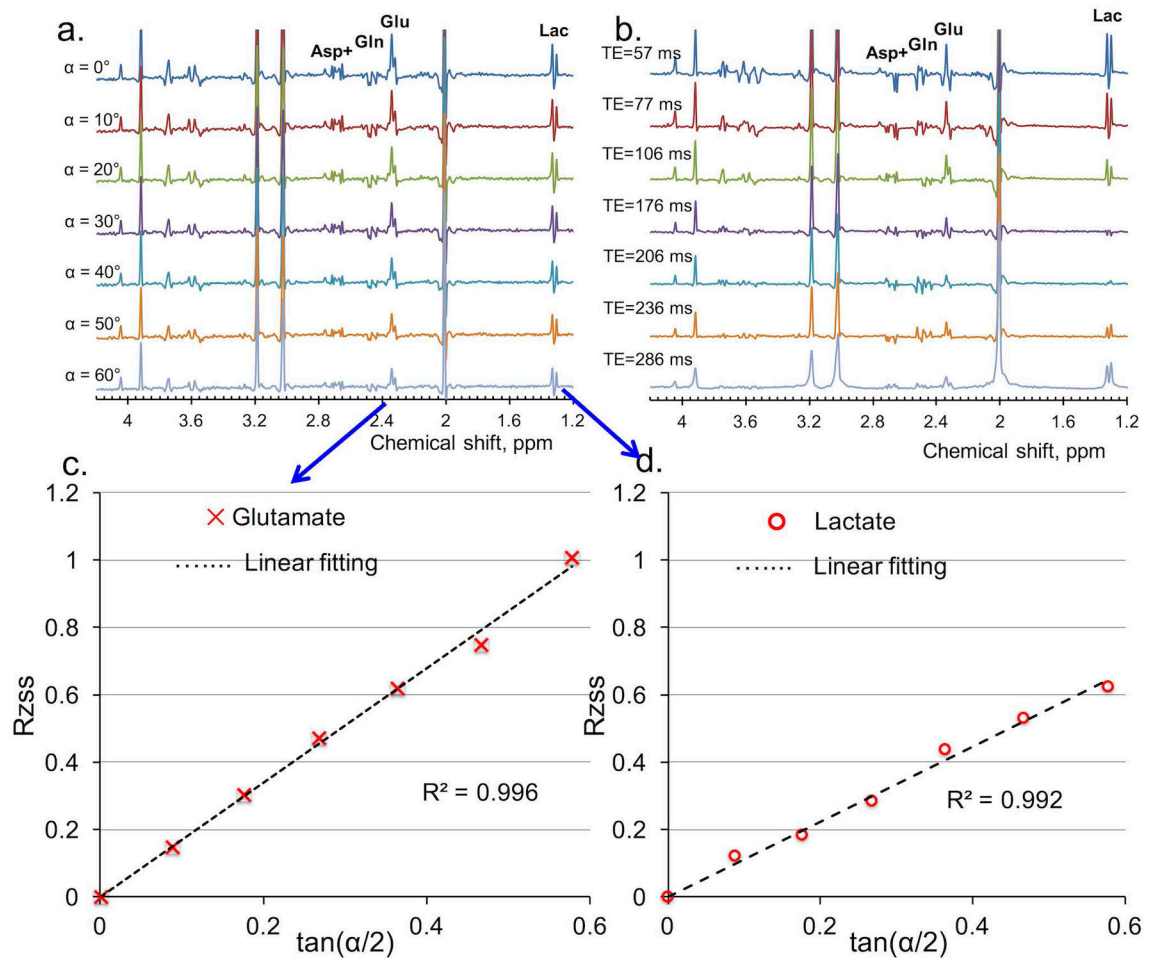 a.
Asp+ Gln Glu Lac
α = 0°
α = 10°
α = 20°
α = 30°
α = 40°
α = 50°
α = 60°
4 3.6 2.8 2.4 2 1.6 1.2
Chemical shift, ppm
b.
Asp+ Gln Glu Lac
TE=57 ms
TE=77 ms
TE=106 ms
TE=176 ms
TE=206 ms
TE=236 ms
TE=286 ms
4 3.6 3.2 2.8 2.4 2 1.6 1.2
Chemical shift, ppm
c.
Glutamate
Linear fitting
R² = 0.996
1.2
1
0.8
0.6
0.4
0.2
0
Rzss
0 0.2 0.4 0.6
tan(α/2)
d.
Lactate
Linear fitting
R² = 0.992
1.2
1
0.8
0.6
0.4
0.2
0
Rzss
0 0.2 0.4 0.6
tan(α/2)